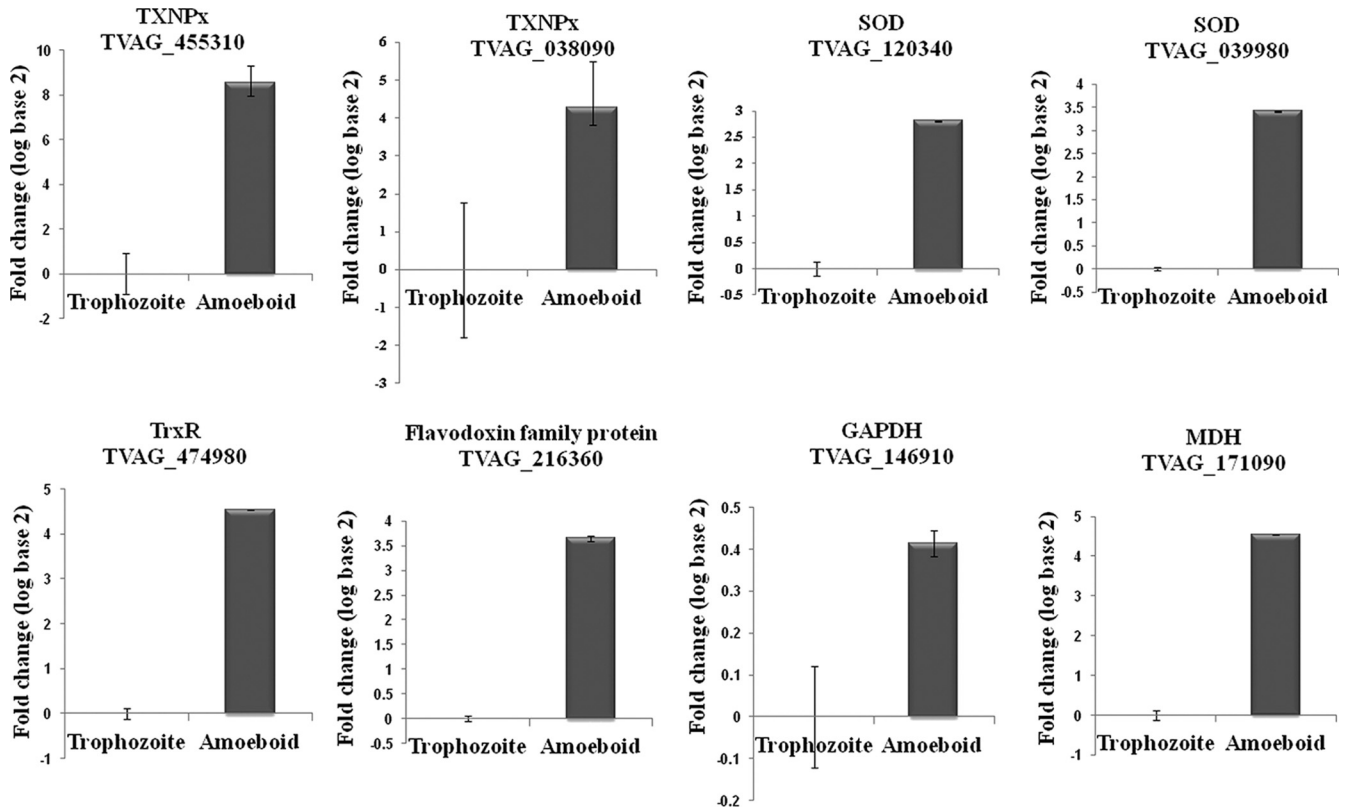 TXNPx
TVAG_455310
Fold change (log base 2)
10
8
6
4
2
0
-2
Trophozoite Amoeboid
TXNPx
TVAG_038090
Fold change (log base 2)
6
5
4
3
2
1
0
-1
-2
-3
Trophozoite Amoeboid
SOD
TVAG_120340
Fold change (log base 2)
3
2.5
2
1.5
1
0.5
0
-0.5
Trophozoite Amoeboid
SOD
TVAG_039980
Fold change (log base 2)
4
3.5
3
2.5
2
1.5
1
0.5
0
-0.5
Trophozoite Amoeboid
TrxR
TVAG_474980
Fold change (log base 2)
5
4
3
2
1
0
-1
Trophozoite Amoeboid
Flavodoxin family protein
TVAG_216360
Fold change (log base 2)
4
3.5
3
2.5
2
1.5
1
0.5
0
-0.5
Trophozoite Amoeboid
GAPDH
TVAG_146910
Fold change (log base 2)
0.5
0.4
0.3
0.2
0.1
0
-0.1
-0.2
Trophozoite Amoeboid
MDH
TVAG_171090
Fold change (log base 2)
5
4
3
2
1
0
-1
Trophozoite Amoeboid